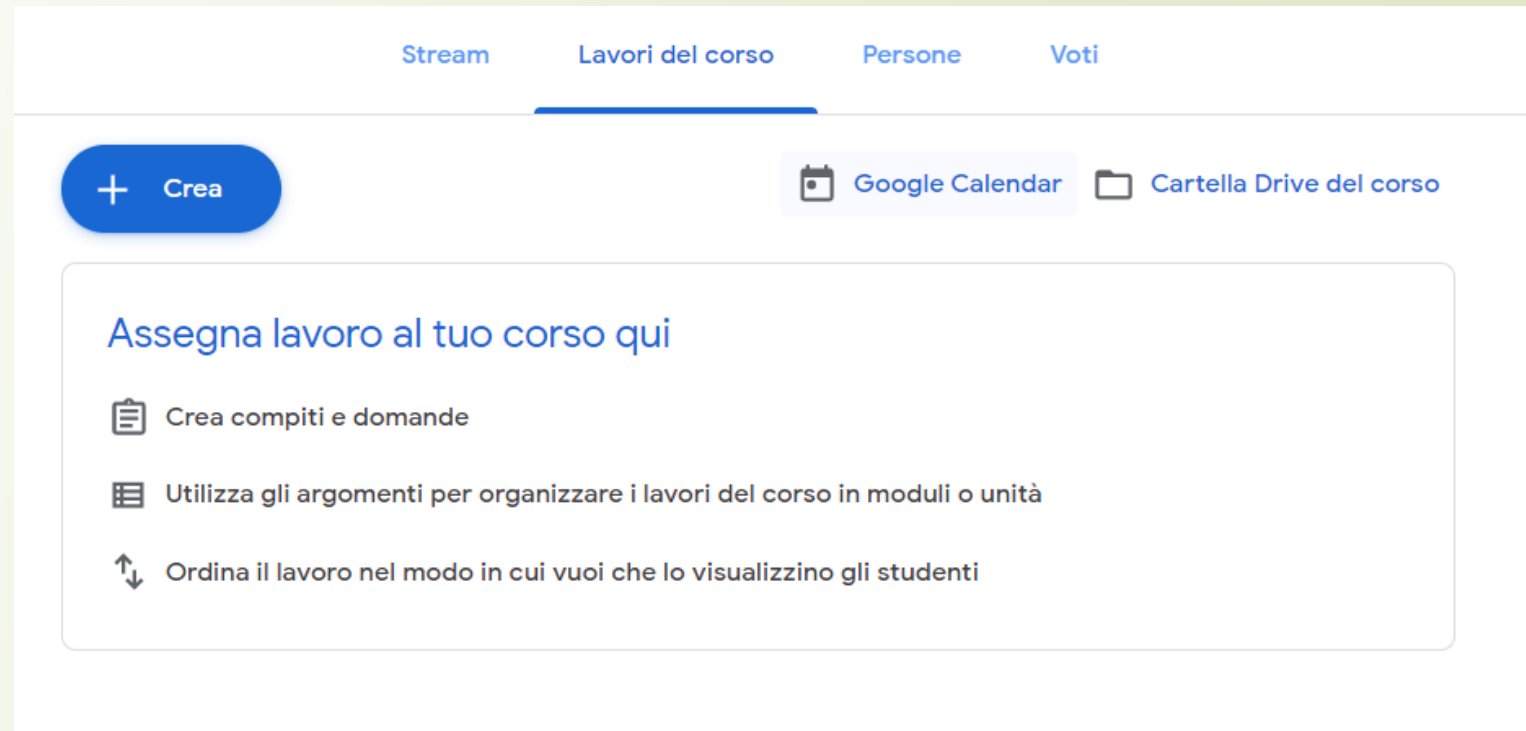 Stream Lavori del corso Persone Voti
Crea Google Calendar Cartella Drive del corso
Assegna lavoro al tuo corso qui
Crea compiti e domande
Utilizza gli argomenti per organizzare i lavori del corso in moduli o unità
Ordina il lavoro nel modo in cui vuoi che lo visualizzino gli studenti